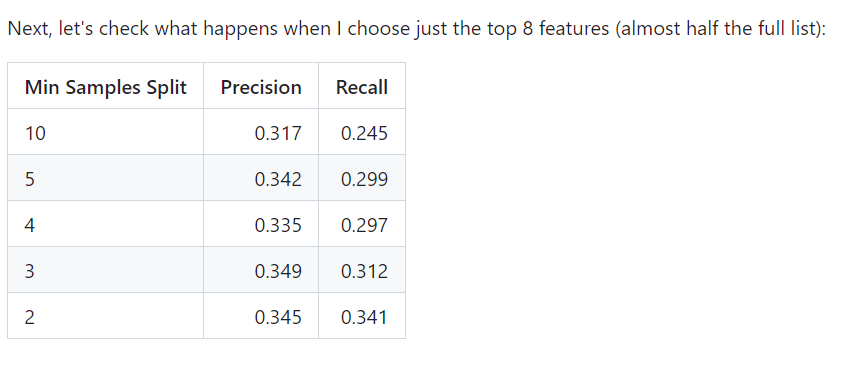 Next, let's check what happens when I choose just the top 8 features (almost half the full list):
Min Samples Split Precision Recall
10 0.317 0.245
5 0.342 0.299
4 0.335 0.297
3 0.349 0.312
2 0.345 0.341